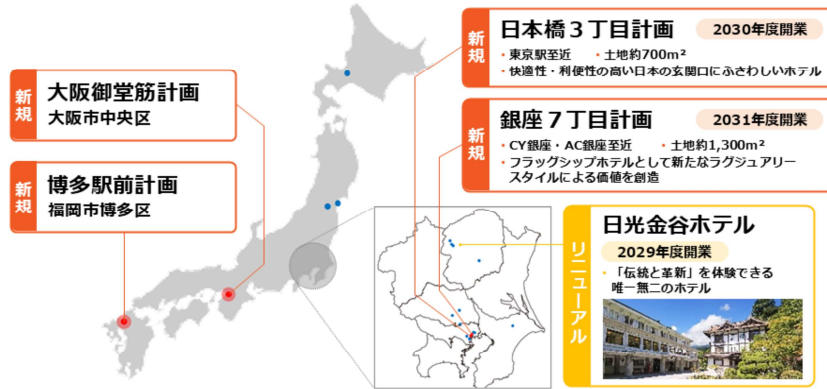 新規
日本橋３丁目計画
2030年度開業
・東京駅至近 ・土地約700m²
・快適性・利便性の高い日本の玄関口にふさわしいホテル
新規
大阪御堂筋計画
大阪市中央区
新規
銀座７丁目計画
2031年度開業
・CY銀座・AC銀座至近 ・土地約1,300m²
・フラッグシップホテルとして新たなラグジュアリー
スタイルによる価値を創造
新規
博多駅前計画
福岡市博多区
リニューアル
日光金谷ホテル
2029年度開業
・「伝統と革新」を体験できる
唯一無二のホテル